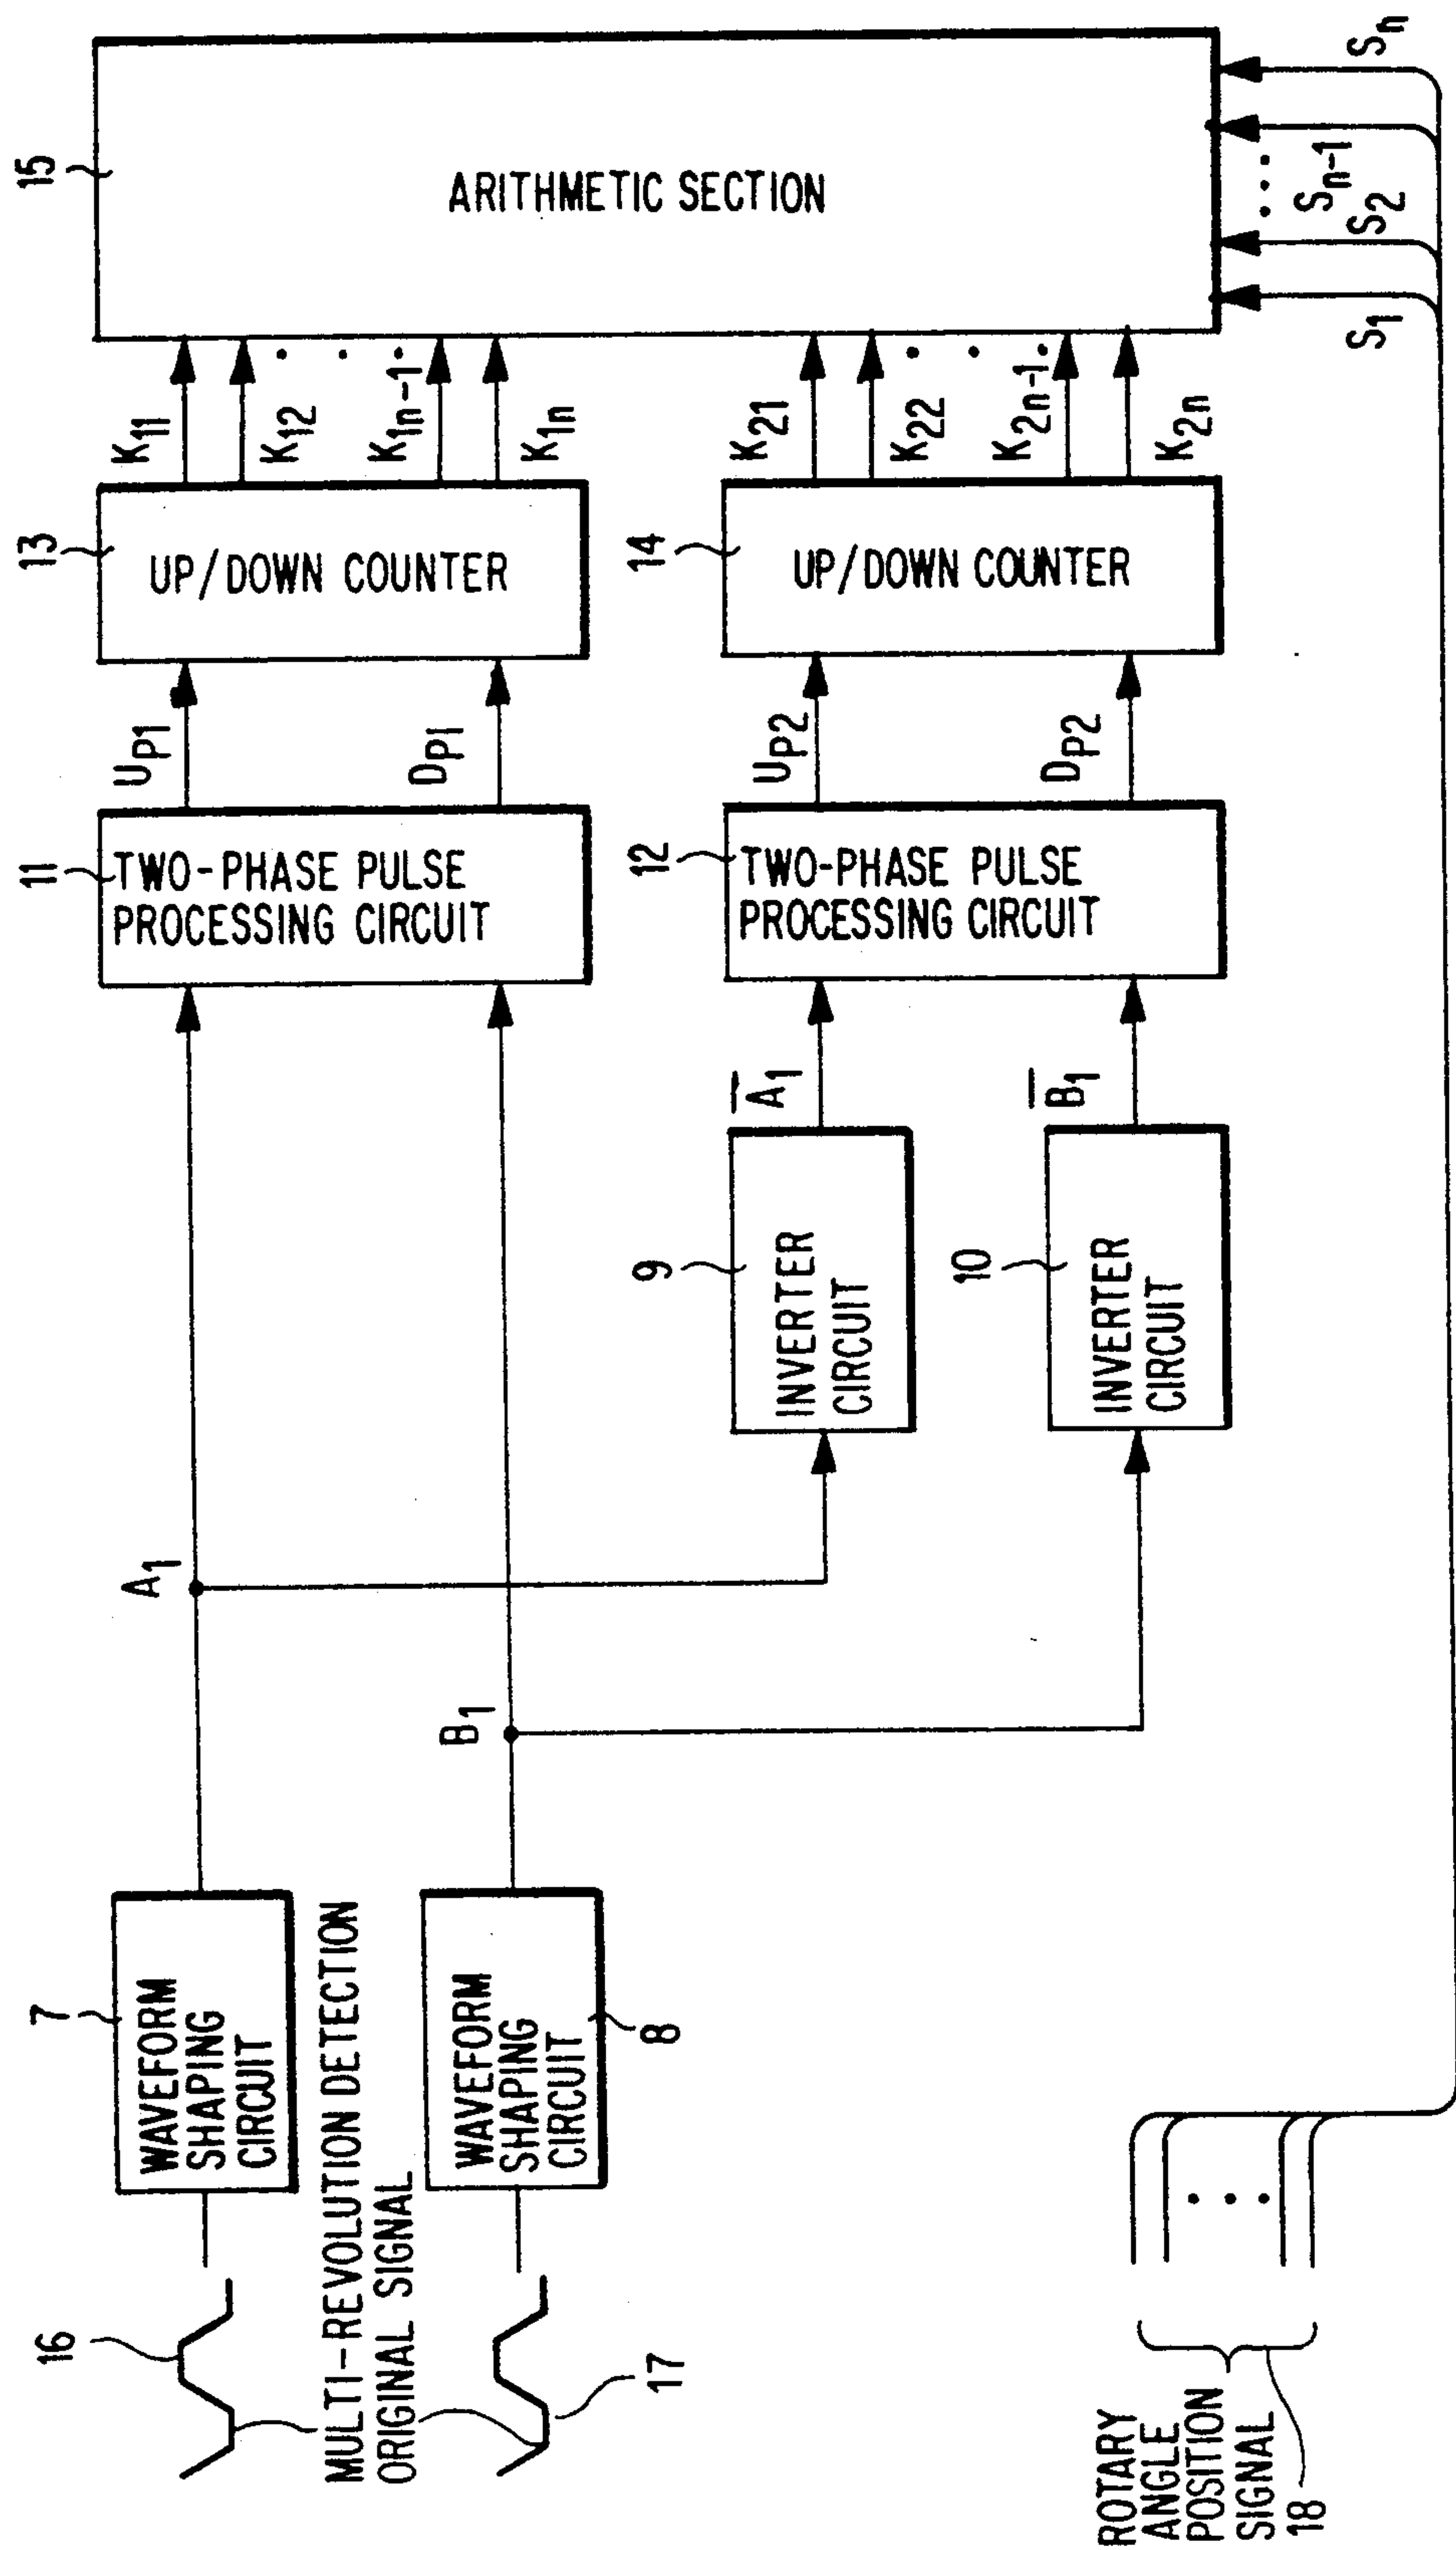 16
MULTI-REVOLUTION DETECTION
ORIGINAL SIGNAL
17
7
WAVEFORM
SHAPING
CIRCUIT
WAVEFORM
SHAPING
CIRCUIT
8
A1
B1
9
INVERTER
CIRCUIT
10
INVERTER
CIRCUIT
A̅1
B̅1
11
TWO-PHASE PULSE
PROCESSING CIRCUIT
12
TWO-PHASE PULSE
PROCESSING CIRCUIT
UP1
DP1
UP2
DP2
13
UP/DOWN COUNTER
14
UP/DOWN COUNTER
K11
K12
K1n-1
K1n
K21
K22
K2n-1
K2n
15
ARITHMETIC SECTION
S1
S2
Sn-1
Sn
ROTARY
ANGLE
POSITION
SIGNAL
18